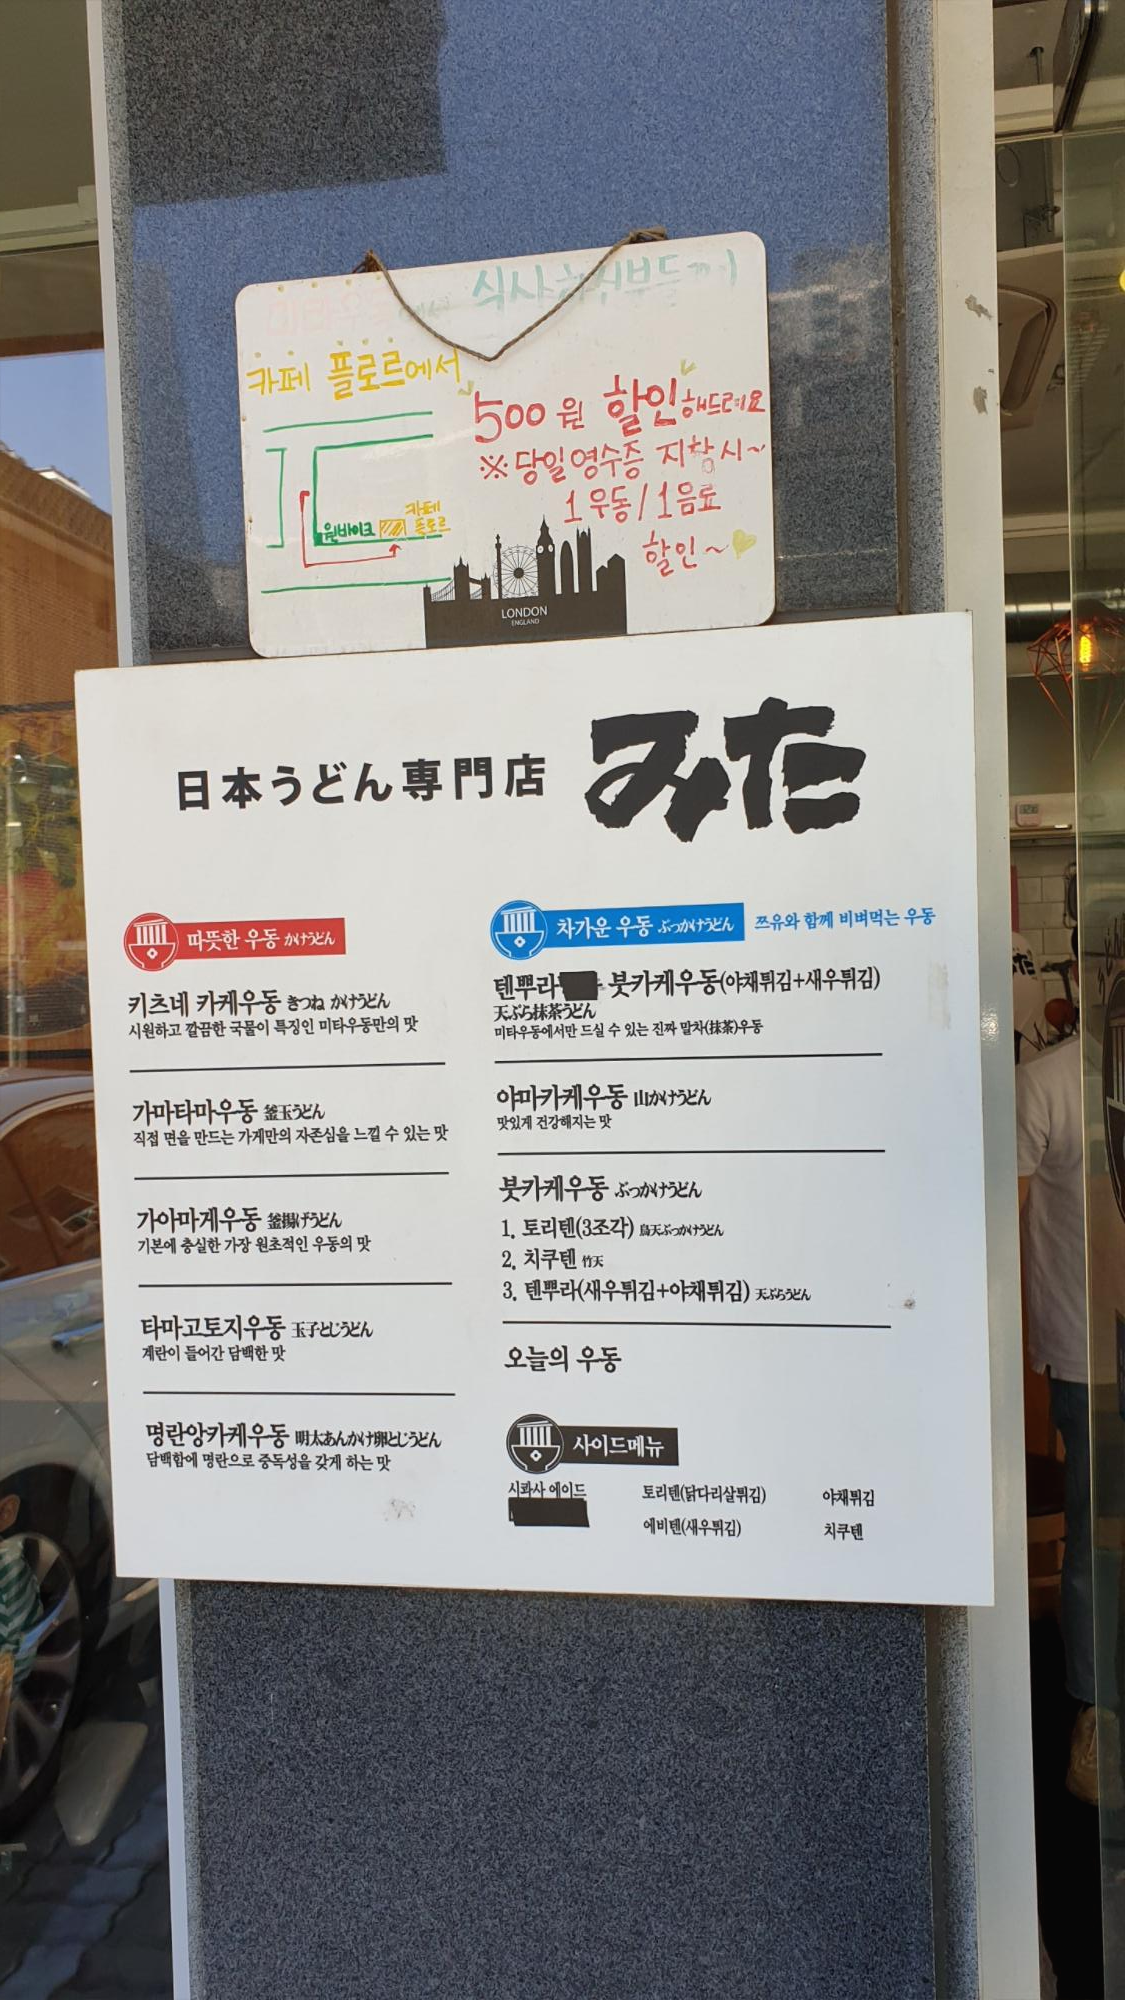 식사하신분들
카페 플로르에서
500원 할인해드려요
※당일영수증 지참시~
1우동/1음료
할인~
카페
플로르
윈바이크
LONDON
ENGLAND
日本うどん専門店 みた
따뜻한 우동 かけうどん
키츠네 카케우동 きつね かけうどん
시원하고 깔끔한 국물이 특징인 미타우동만의 맛
가마타마우동 釜玉うどん
직접 면을 만드는 가게만의 자존심을 느낄 수 있는 맛
가아마게우동 釜揚げうどん
기본에 충실한 가장 원초적인 우동의 맛
타마고토지우동 玉子とじうどん
계란이 들어간 담백한 맛
명란앙카케우동 明太あんかけ卵とじうどん
담백함에 명란으로 중독성을 갖게 하는 맛
차가운 우동 ぶっかけうどん 쯔유와 함께 비벼먹는 우동
텐뿌라 붓카케우동(야채튀김+새우튀김)
天ぷら抹茶うどん
미타우동에서만 드실 수 있는 진짜 말차(抹茶)우동
야마카케우동 山かけうどん
맛있게 건강해지는 맛
붓카케우동 ぶっかけうどん
1. 토리텐(3조각) 鳥天ぶっかけうどん
2. 치쿠텐 竹天
3. 텐뿌라(새우튀김+야채튀김) 天ぷらうどん
오늘의 우동
사이드메뉴
시콰사 에이드 토리텐(닭다리살튀김) 야채튀김
에비텐(새우튀김) 치쿠텐